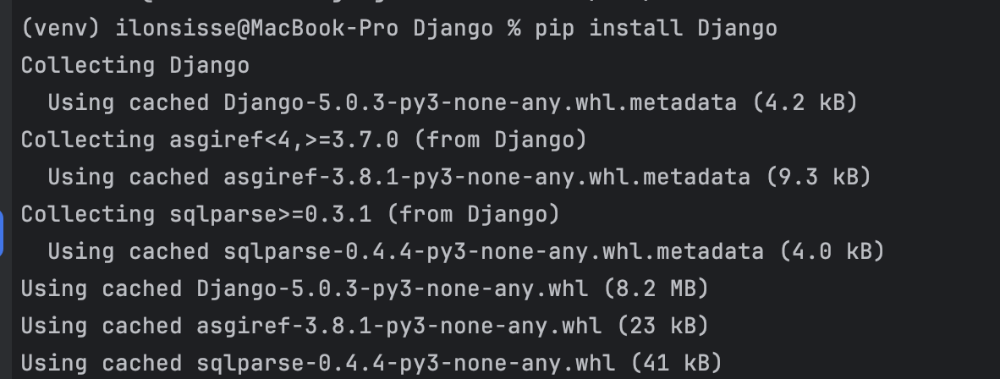 (venv) ilonsisse@MacBook-Pro Django % pip install Django
Collecting Django
  Using cached Django-5.0.3-py3-none-any.whl.metadata (4.2 kB)
Collecting asgiref<4,>=3.7.0 (from Django)
  Using cached asgiref-3.8.1-py3-none-any.whl.metadata (9.3 kB)
Collecting sqlparse>=0.3.1 (from Django)
  Using cached sqlparse-0.4.4-py3-none-any.whl.metadata (4.0 kB)
Using cached Django-5.0.3-py3-none-any.whl (8.2 MB)
Using cached asgiref-3.8.1-py3-none-any.whl (23 kB)
Using cached sqlparse-0.4.4-py3-none-any.whl (41 kB)